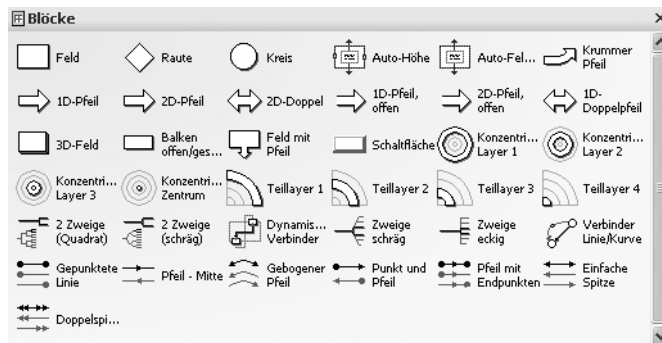 Blöcke
Feld
Raute
Kreis
Auto-Höhe
Auto-Fel...
Krummer
Pfeil
1D-Pfeil
2D-Pfeil
2D-Doppel
1D-Pfeil,
offen
2D-Pfeil,
offen
1D-
Doppelpfeil
3D-Feld
Balken
offen/ges...
Feld mit
Pfeil
Schaltfläche
Konzentri...
Layer 1
Konzentri...
Layer 2
Konzentri...
Layer 3
Konzentri...
Zentrum
Teillayer 1
Teillayer 2
Teillayer 3
Teillayer 4
2 Zweige
(Quadrat)
2 Zweige
(schräg)
Dynamis...
Verbinder
Zweige
schräg
Zweige
eckig
Verbinder
Linie/Kurve
Gepunktete
Linie
Pfeil - Mitte
Gebogener
Pfeil
Punkt und
Pfeil
Pfeil mit
Endpunkten
Einfache
Spitze
Doppelspi...